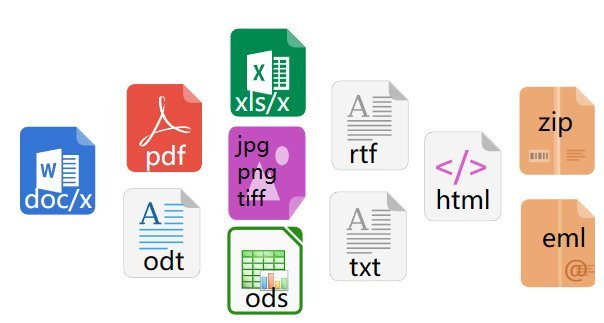 doc/x
pdf
odt
xls/x
jpg
png
tiff
ods
rtf
txt
html
zip
eml